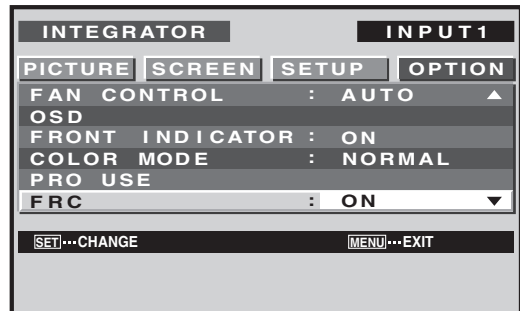 INTEGRATOR INPUT1
PICTURE SCREEN SETUP OPTION
FAN CONTROL : AUTO ▲
OSD
FRONT INDICATOR : ON
COLOR MODE : NORMAL
PRO USE
FRC : ON ▼
SET···CHANGE MENU···EXIT